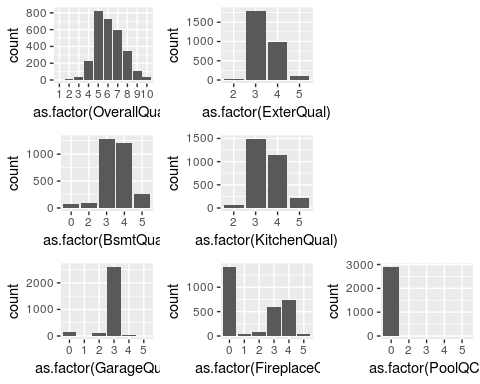 count
800
600
400
200
0
1 2 3 4 5 6 7 8 910
as.factor(OverallQua
count
1500
1000
500
0
2 3 4 5
as.factor(ExterQual)
count
1000
500
0
0 2 3 4 5
as.factor(BsmtQua
count
1500
1000
500
0
2 3 4 5
as.factor(KitchenQual)
count
2000
1000
0
0 1 2 3 4 5
as.factor(GarageQu
count
1000
500
0
0 1 2 3 4 5
as.factor(FireplaceQ
count
3000
2000
1000
0
0 2 4 5
as.factor(PoolQC